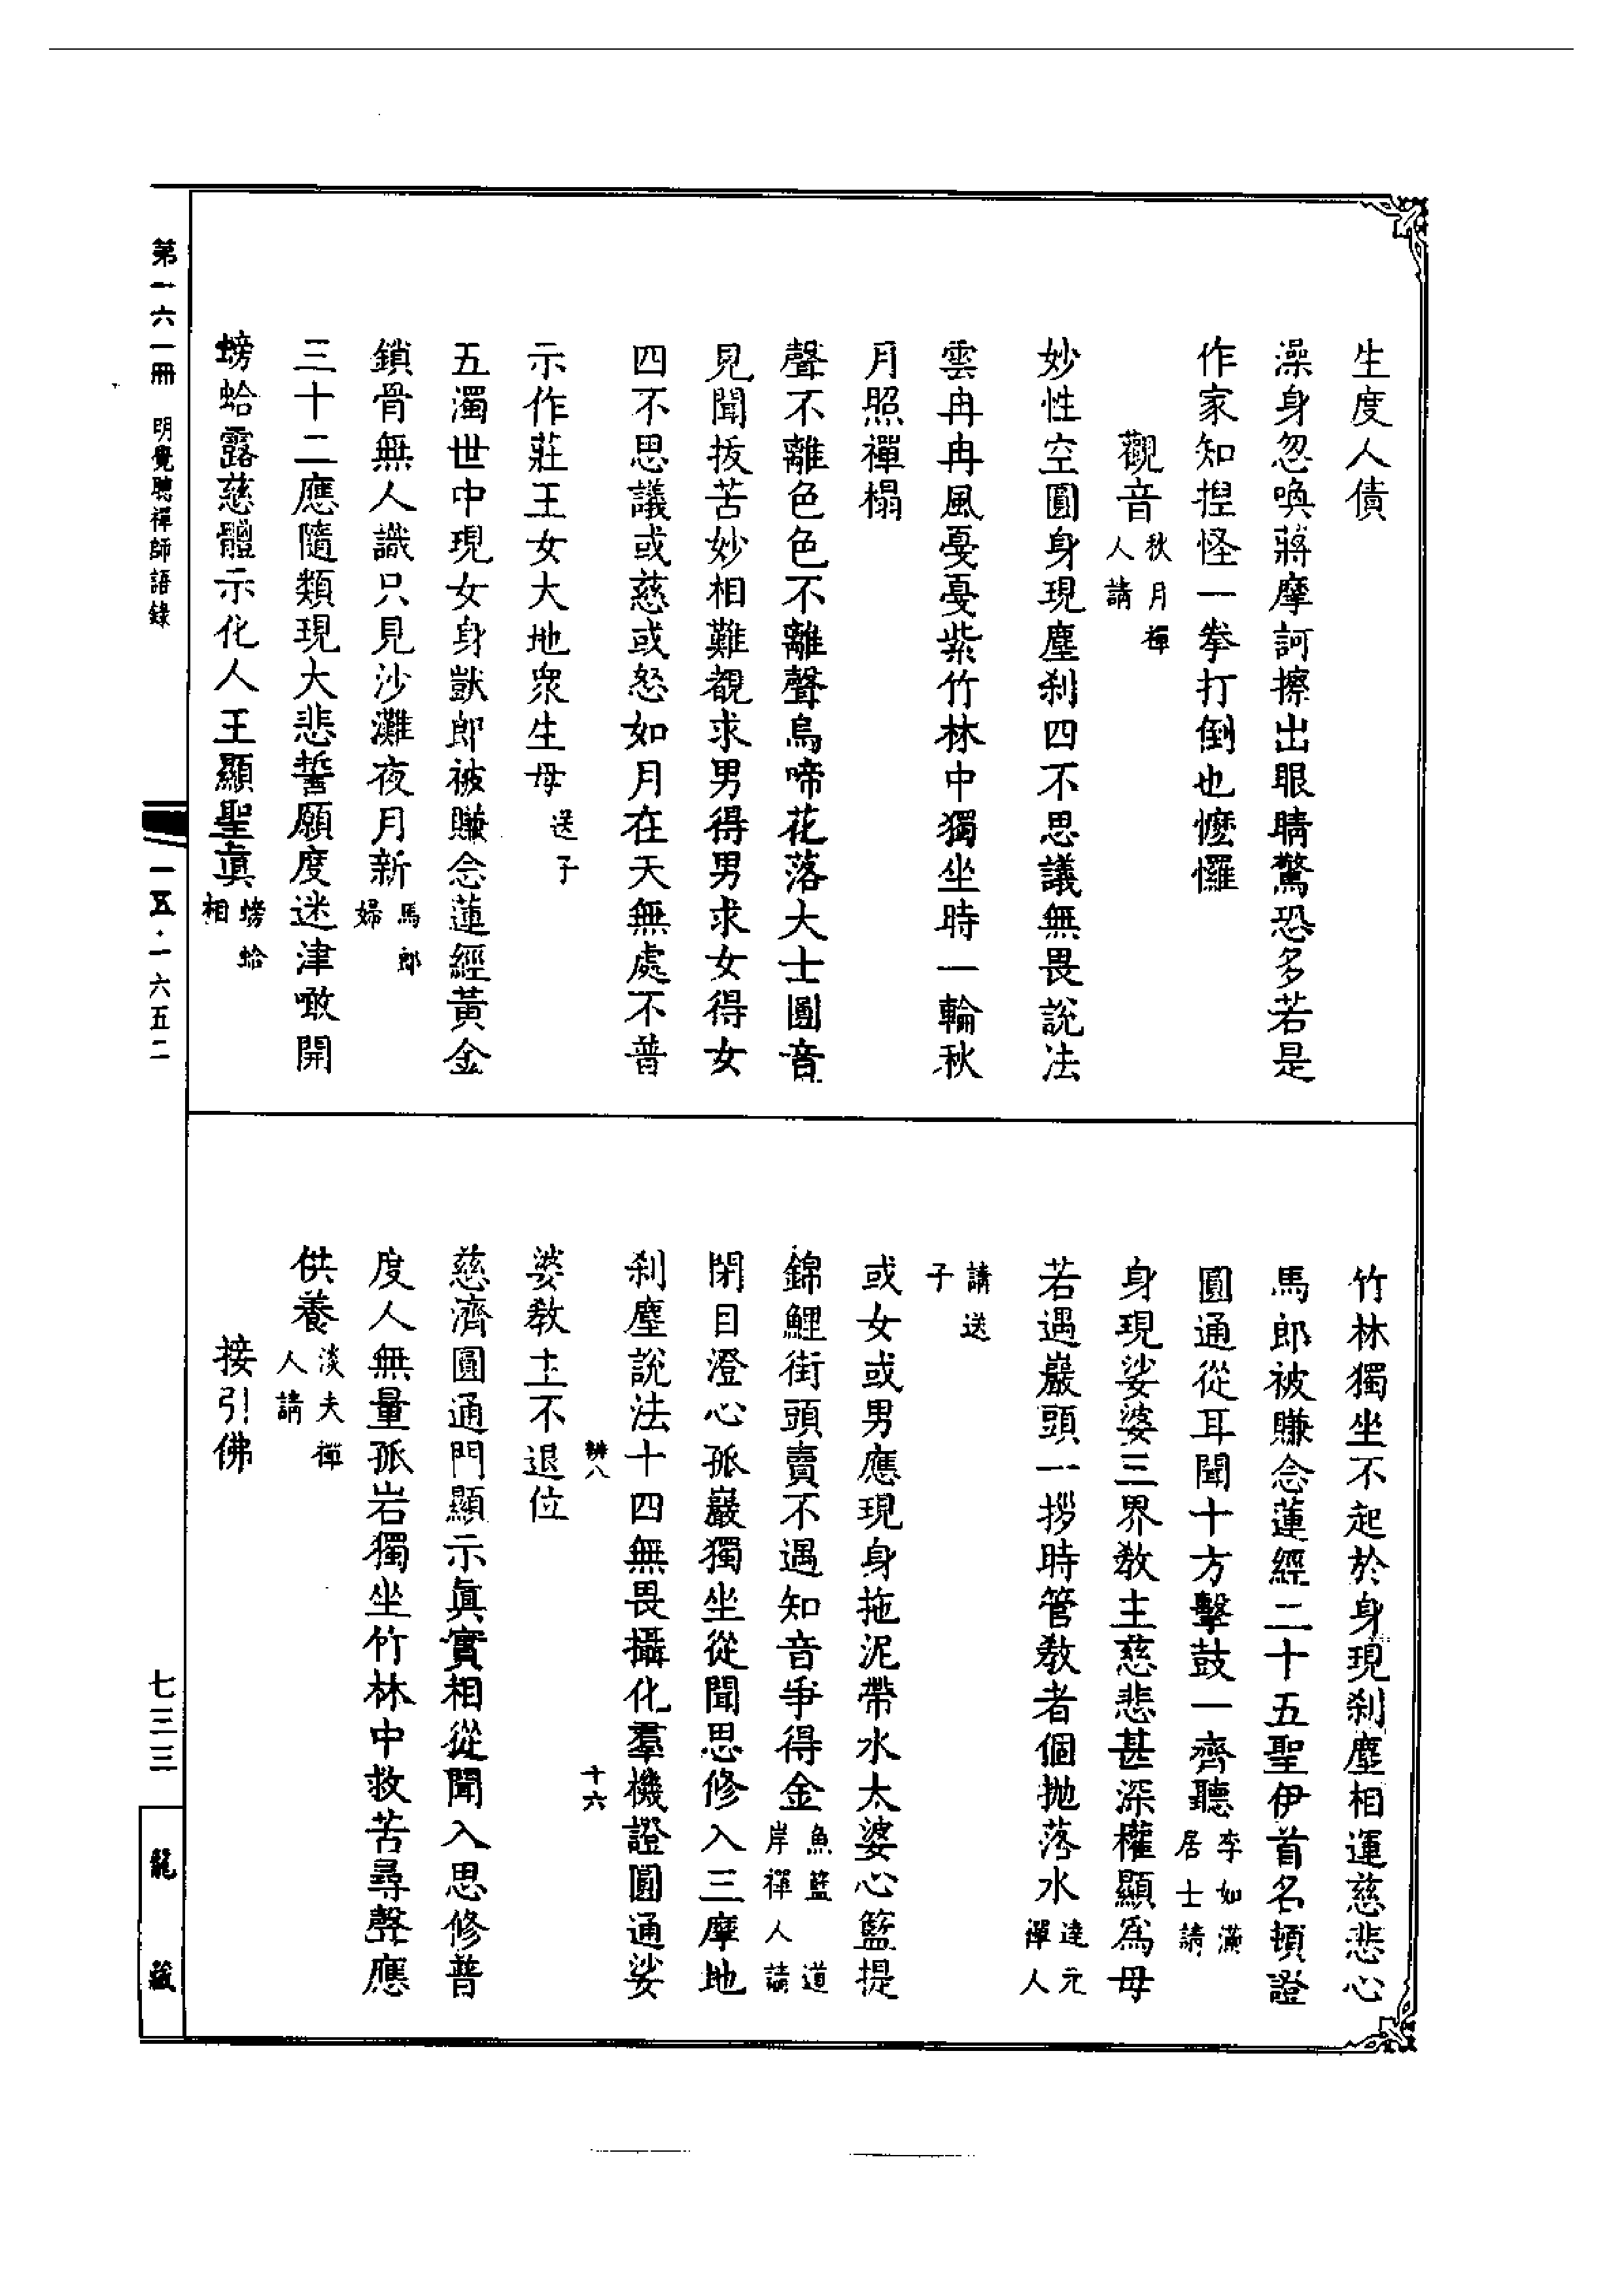 生度人債
澡身忽喚蔣摩訶擦出眼睛驚恐多若是
作家知揑怪一拳打倒也㦬㦬
觀音秋月禪人請
妙性空圓身現塵刹四不思議無畏說法
雲冉冉風戞戞紫竹林中獨坐時一輪秋
月照禪榻
聲不離色色不離聲鳥啼花落大士圓音
見聞拔苦妙相難覩求男得男求女得女
四不思議或慈或怒如月在天無處不普
示作莊王女大地衆生母送子
五濁世中現女身獃郎被賺念蓮經黃金
鎖骨無人識只見沙灘夜月新馬郎婦
三十二應隨類現大悲誓願度迷津噉開
螃蛤露慈體示化人王顯聖眞螃蛤相
竹林獨坐不起於身現刹塵相運慈悲心
馬郎被賺念蓮經二十五聖伊首名頓證
圓通從耳聞十方擊鼓一齊聽李如滿居士請
身現娑婆三界敎主慈悲甚深權顯爲母
若遇巖頭一拶時管敎者個抛落水達元禪人
請送子
或女或男應現身拖泥帶水太婆心籃提
錦鯉街頭賣不遇知音爭得金魚籃道岸禪人請
閉目澄心孤巖獨坐從聞思修入三摩地
刹塵說法十四無畏攝化羣機證圓通娑
辨八
十六
婆敎主不退位
慈濟圓通門顯示眞實相從聞入思修普
度人無量孤岩獨坐竹林中救苦尋聲應
供養淡夫禪人請
接引佛
第一六一冊
明覺聰禪師語錄
一五·一六五二
七三三
龍藏